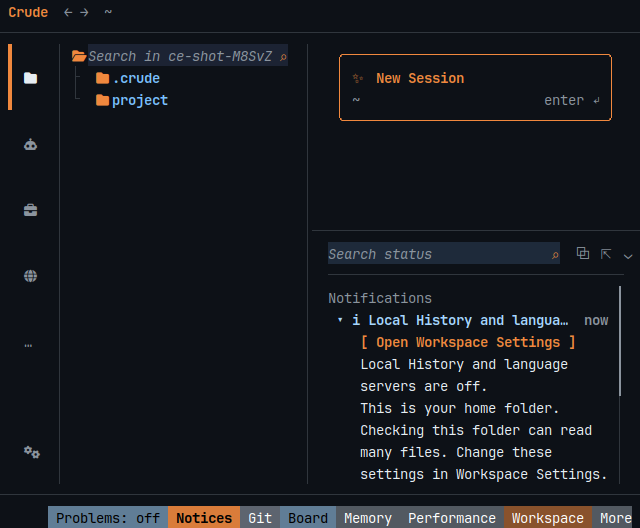 Crude ← → ~
Search in ce-shot-M8SvZ
.crude
project
New Session
~ enter ↲
Search status
Notifications
▾ i Local History and langua… now
[ Open Workspace Settings ]
Local History and language
servers are off.
This is your home folder.
Checking this folder can read
many files. Change these
settings in Workspace Settings.
…
Problems: off Notices Git Board Memory Performance Workspace More